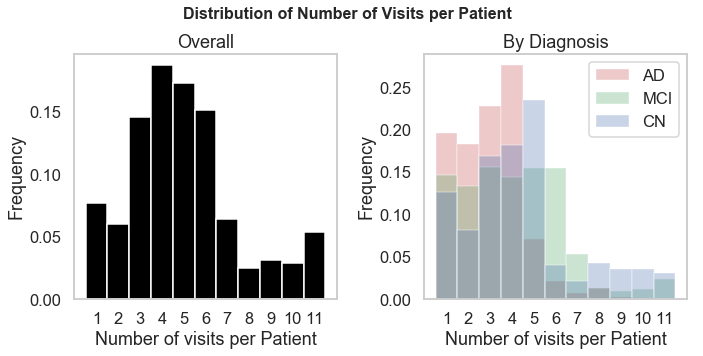 Distribution of Number of Visits per Patient
Overall
Frequency
0.15
0.10
0.05
0.00
1 2 3 4 5 6 7 8 9 10 11
Number of visits per Patient
By Diagnosis
Frequency
0.25
0.20
0.15
0.10
0.05
0.00
AD
MCI
CN
1 2 3 4 5 6 7 8 9 10 11
Number of visits per Patient